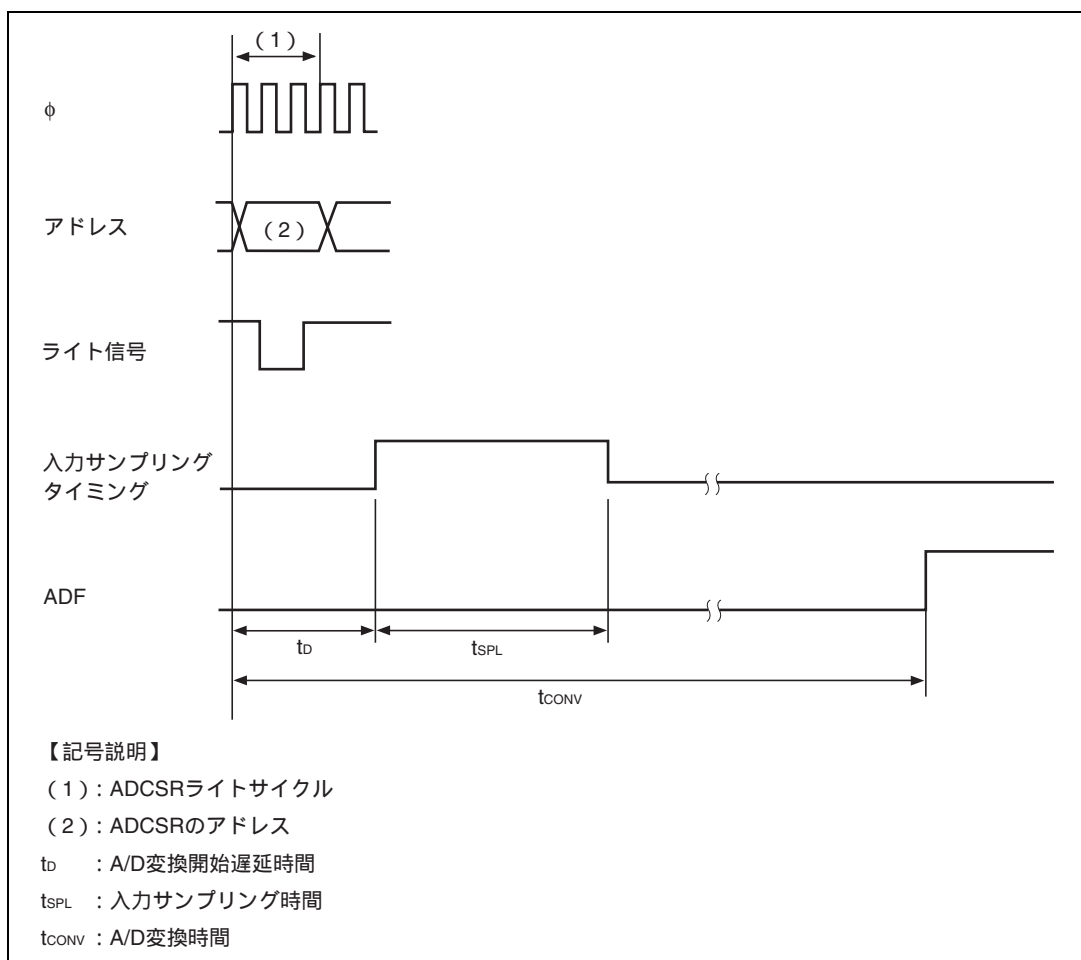 （1）
φ
アドレス
（2）
ライト信号
入力サンプリング
タイミング
ADF
tD
tSPL
tCONV
【記号説明】
（1）: ADCSRライトサイクル
（2）: ADCSRのアドレス
tD : A/D変換開始遅延時間
tSPL : 入力サンプリング時間
tCONV : A/D変換時間